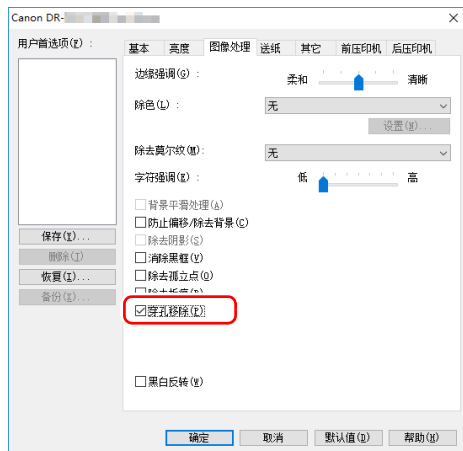 Canon DR-
用户首选项(P) :
基本 亮度 图像处理 送纸 其它 前压印机 后压印机
边缘强调(G) :
柔和 清晰
除色(L) :
无
设置(N)...
除去莫尔纹(M):
无
字符强调(E) :
低 高
背景平滑处理(A)
防止偏移/除去背景(C)
除去阴影(S)
消除黑框(V)
除去孤立点(O)
穿孔移除(F)
黑白反转(W)
保存(Y)...
删除(T)
恢复(I)...
备份(X)...
确定 取消 默认值(D) 帮助(H)